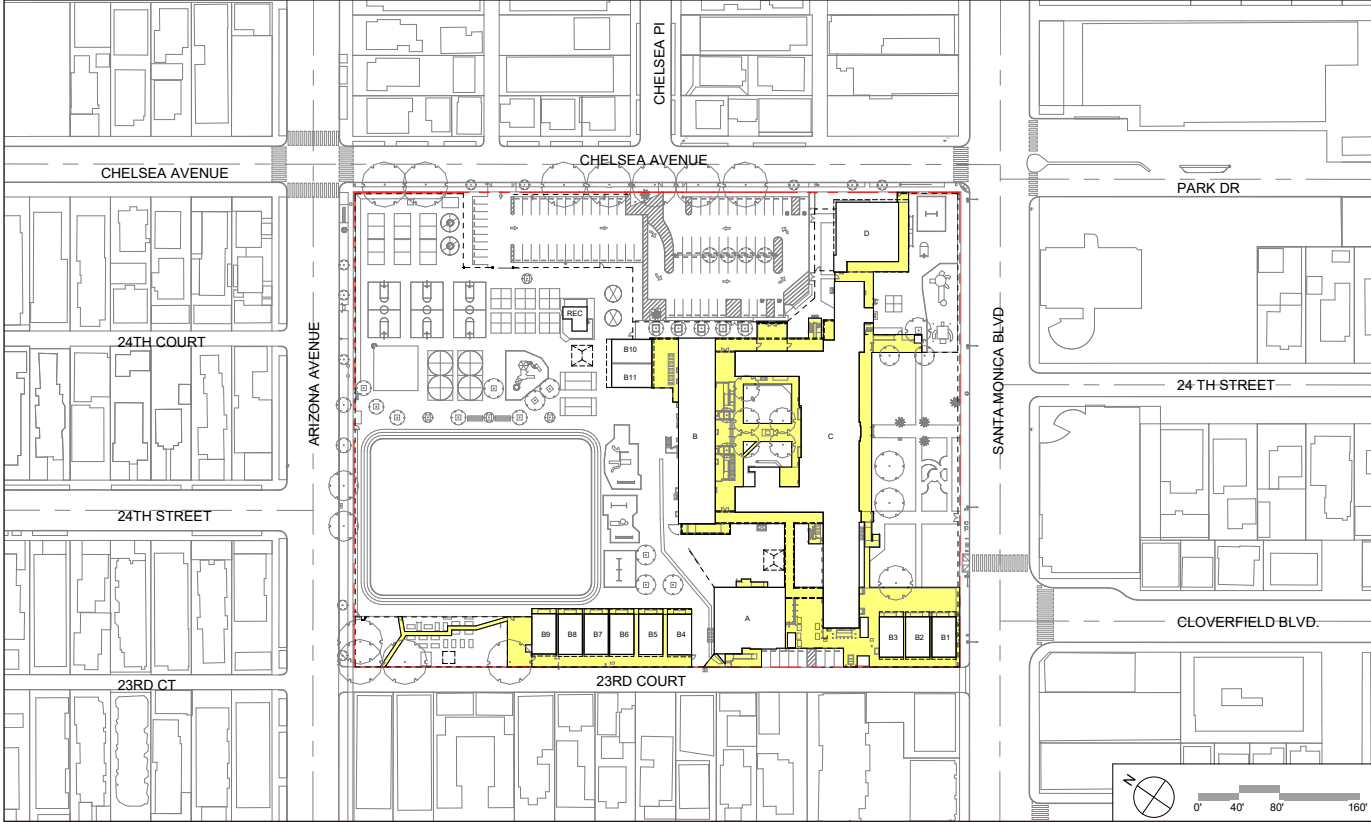 CHELSEA PI
CHELSEA AVENUE
CHELSEA AVENUE
PARK DR
D
REC
B10
B11
24TH COURT
ARIZONA AVENUE
SANTA MONICA BLVD
24 TH STREET
B
C
24TH STREET
A
B9
B8
B7
B6
B5
B4
B3
B2
B1
CLOVERFIELD BLVD.
23RD CT
23RD COURT
N
0'
40'
80'
160'